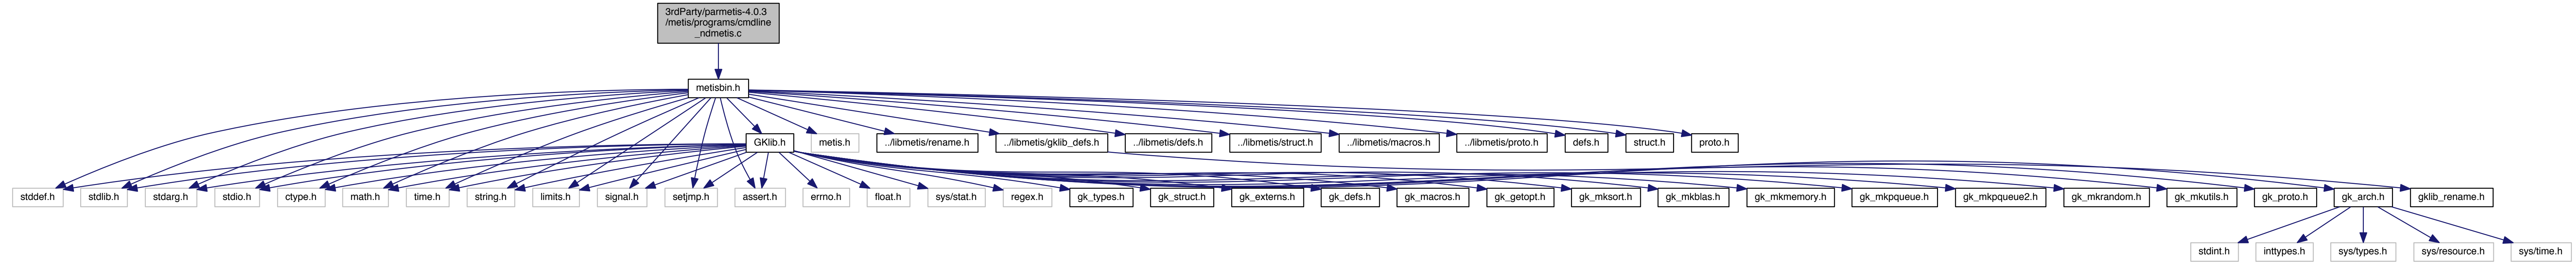 3rdParty/parmetis-4.0.3
/metis/programs/cmdline
_ndmetis.c
metisbin.h
GKlib.h
metis.h
../libmetis/rename.h
../libmetis/gklib_defs.h
../libmetis/defs.h
../libmetis/struct.h
../libmetis/macros.h
../libmetis/proto.h
defs.h
struct.h
proto.h
stddef.h
stdlib.h
stdarg.h
stdio.h
ctype.h
math.h
time.h
string.h
limits.h
signal.h
setjmp.h
assert.h
errno.h
float.h
sys/stat.h
regex.h
gk_types.h
gk_struct.h
gk_externs.h
gk_defs.h
gk_macros.h
gk_getopt.h
gk_mksort.h
gk_mkblas.h
gk_mkmemory.h
gk_mkpqueue.h
gk_mkpqueue2.h
gk_mkrandom.h
gk_mkutils.h
gk_proto.h
gk_arch.h
gklib_rename.h
stdint.h
inttypes.h
sys/types.h
sys/resource.h
sys/time.h